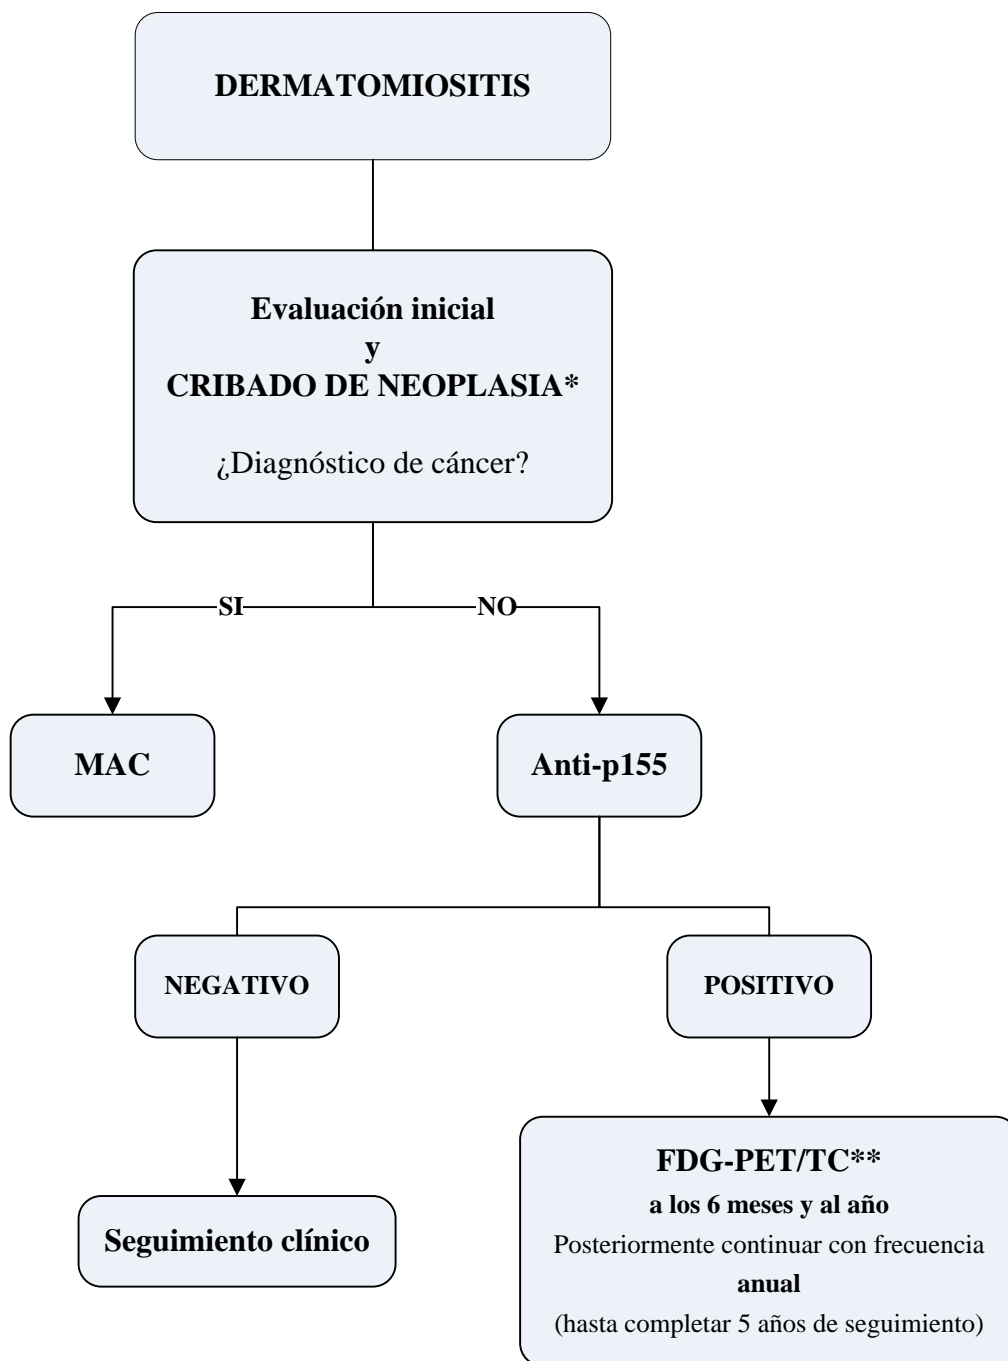 DERMATOMIOSITIS
Evaluación inicial
y
CRIBADO DE NEOPLASIA*
¿Diagnóstico de cáncer?
SI
NO
MAC
Anti-p155
NEGATIVO
POSITIVO
Seguimiento clínico
FDG-PET/TC**
a los 6 meses y al año
Posteriormente continuar con frecuencia
anual
(hasta completar 5 años de seguimiento)